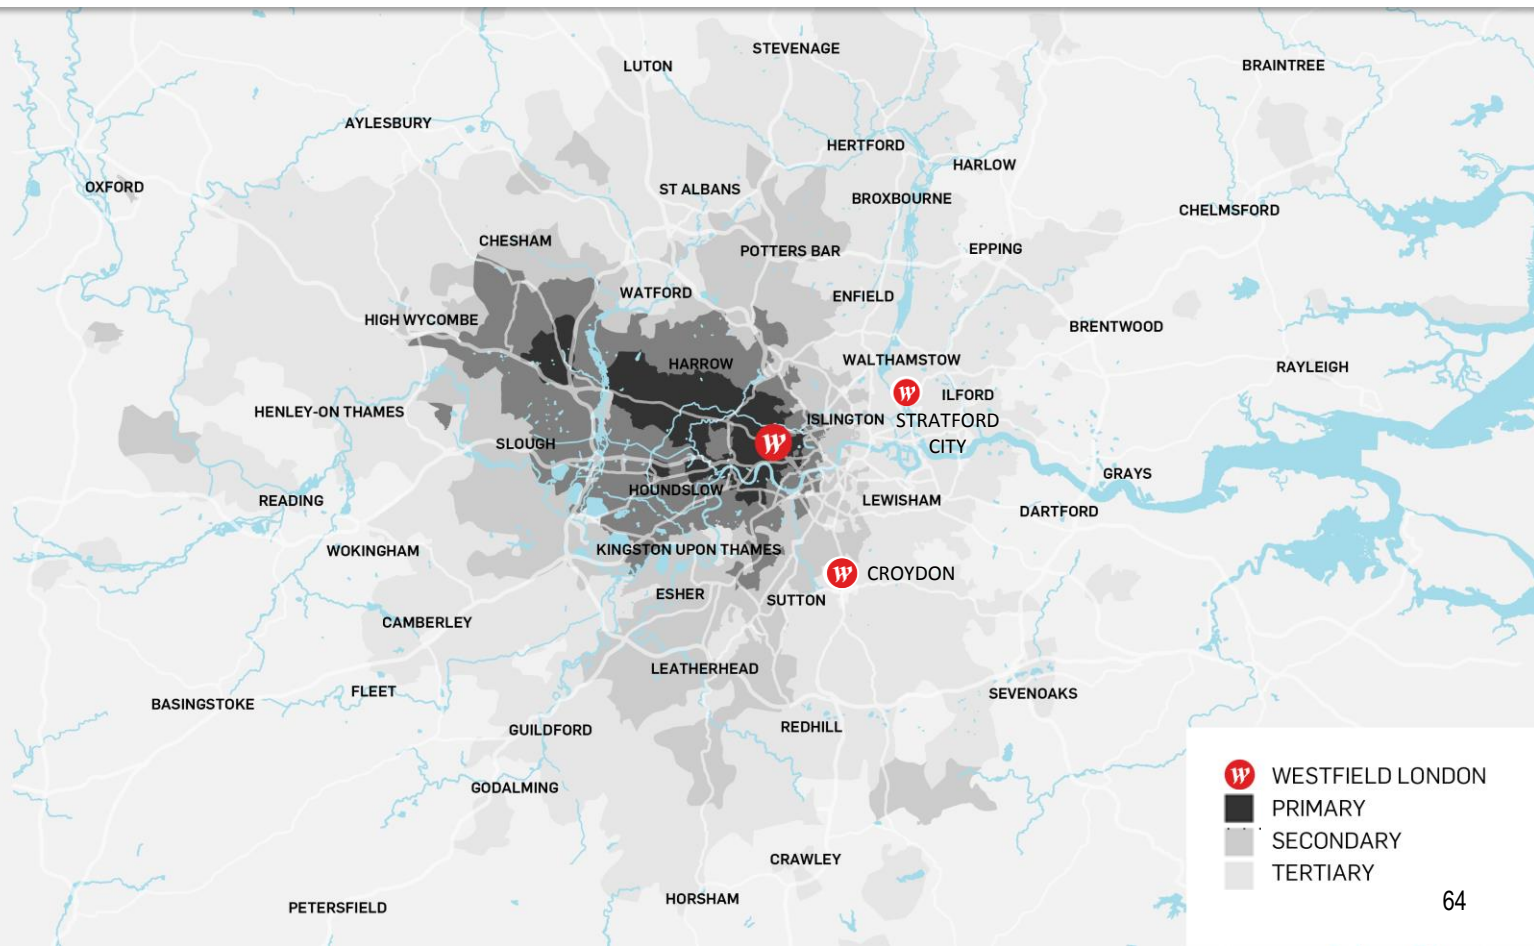 STEVENAGE
LUTON
BRAINTREE
AYLESBURY
HERTFORD
HARLOW
OXFORD
ST ALBANS
BROXBOURNE
CHELMSFORD
CHESHAM
POTTERS BAR
EPPING
WATFORD
ENFIELD
HIGH WYCOMBE
BRENTWOOD
HARROW
WALTHAMSTOW
RAYLEIGH
W
ILFORD
HENLEY-ON THAMES
ISLINGTON
STRATFORD
CITY
W
SLOUGH
GRAYS
READING
HOUNDSLOW
LEWISHAM
DARTFORD
WOKINGHAM
KINGSTON UPON THAMES
W
CROYDON
ESHER
SUTTON
CAMBERLEY
LEATHERHEAD
FLEET
SEVENOAKS
BASINGSTOKE
GUILDFORD
REDHILL
GODALMING
CRAWLEY
HORSHAM
PETERSFIELD
W WESTFIELD LONDON
PRIMARY
SECONDARY
TERTIARY
64